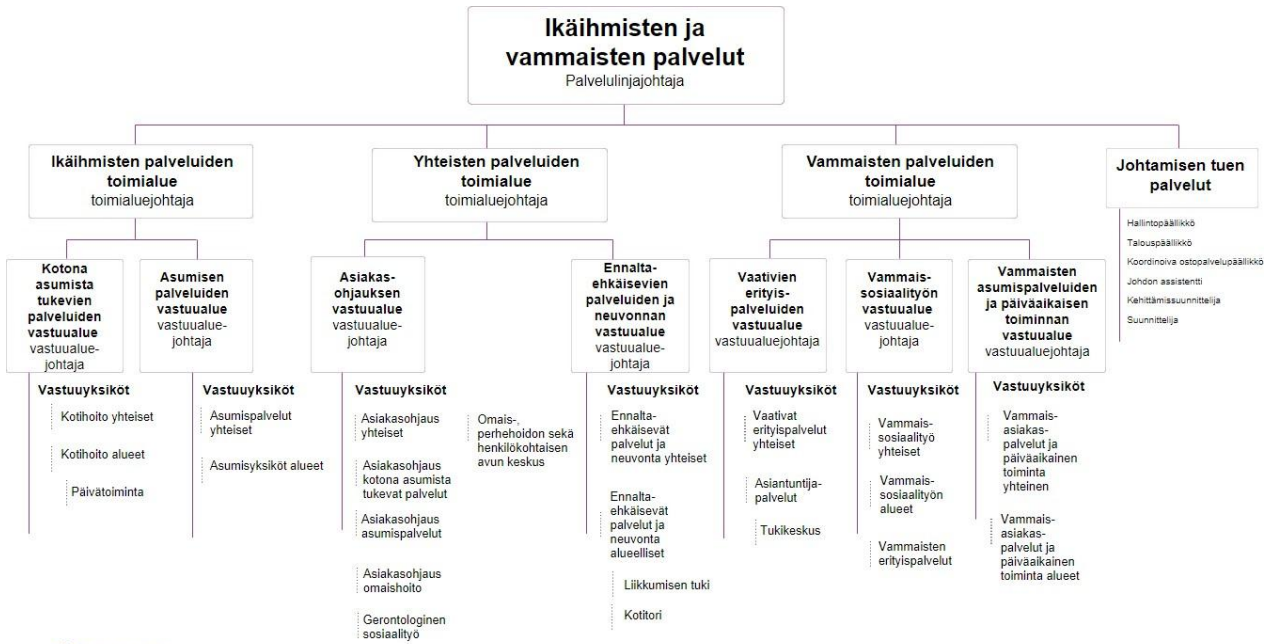 Ikäihmisten ja
vammaisten palvelut
Palvelulinjajohtaja
Ikäihmisten palveluiden
toimialue
toimialuejohtaja
Yhteisten palveluiden
toimialue
toimialuejohtaja
Vammaisten palveluiden
toimialue
toimialuejohtaja
Johtamisen tuen
palvelut
Hallintopäällikkö
Talouspäällikkö
Koordinoiva ostopalvelupäällikkö
Johdon assistentti
Kehittämissuunnittelija
Suunnittelija
Kotona
asumista
tukevien
palveluiden
vastuualue
vastuualue-
johtaja
Vastuuyksiköt
Kotihoito yhteiset
Kotihoito alueet
Päivätoiminta
Asumisen
palveluiden
vastuualue
vastuualue-
johtaja
Vastuuyksiköt
Asumispalvelut
yhteiset
Asumisyksiköt alueet
Asiakas-
ohjauksen
vastuualue
vastuualue-
johtaja
Vastuuyksiköt
Asiakasohjaus
yhteiset
Asiakasohjaus
kotona asumista
tukevat palvelut
Asiakasohjaus
asumispalvelut
Asiakasohjaus
omaishoito
Gerontologinen
sosiaalityö
Omais-,
perhehoidon sekä
henkilökohtaisen
avun keskus
Ennalta-
ehkäisevien
palveluiden ja
neuvonnan
vastuualue
vastuualue-
johtaja
Vastuuyksiköt
Ennalta-
ehkäisevät
palvelut ja
neuvonta yhteiset
Ennalta-
ehkäisevät
palvelut ja
neuvonta
alueelliset
Liikkumisen tuki
Kotitori
Vaativien
erityis-
palveluiden
vastuualue
vastuualuejohtaja
Vastuuyksiköt
Vaativat
erityispalvelut
yhteiset
Asiantuntija-
palvelut
Tukikeskus
Vammais-
sosiaalityön
vastuualue
vastuualue-
johtaja
Vastuuyksiköt
Vammais-
sosiaalityö
yhteiset
Vammais-
sosiaalityön
alueet
Vammaisten
erityispalvelut
Vammaisten
asumispalveluiden
ja päiväaikaisen
toiminnan
vastuualue
vastuualuejohtaja
Vastuuyksiköt
Vammais-
asiakas-
palvelut ja
päiväaikainen
toiminta
yhteinen
Vammais-
asiakas-
palvelut ja
päiväaikainen
toiminta alueet